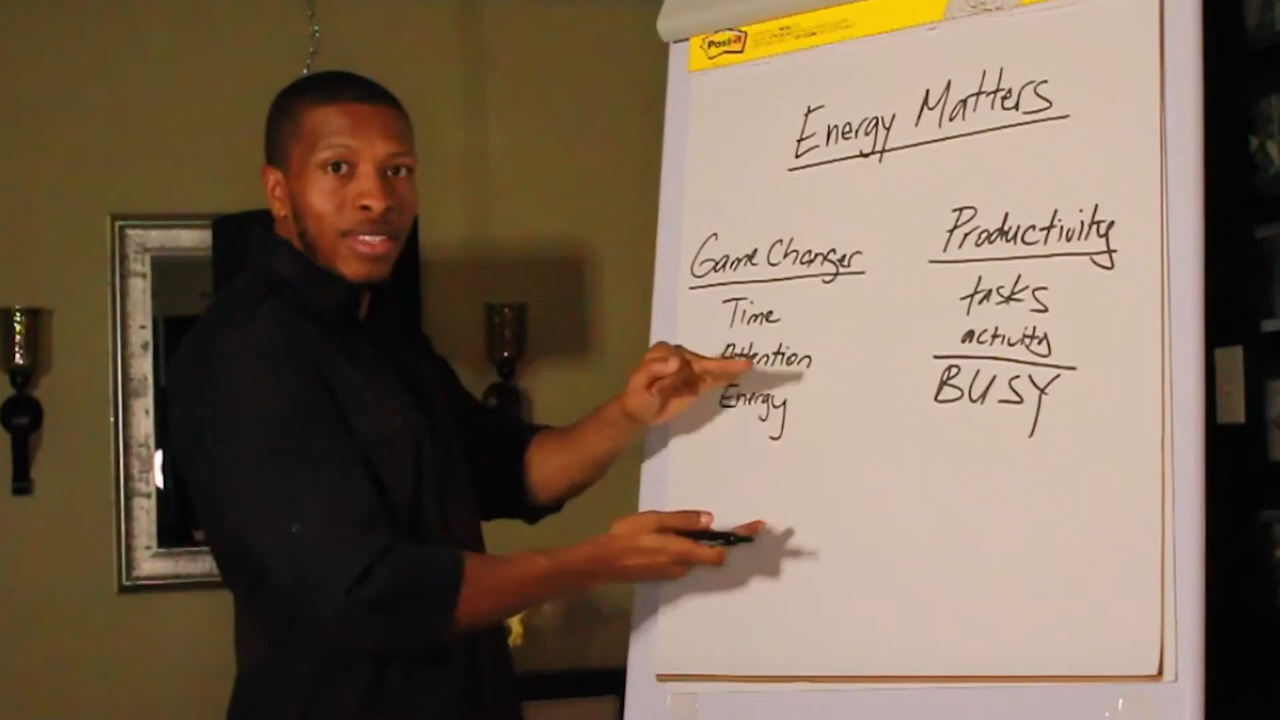 Post-it
Energy Matters
Game Changer
Time
Attention
Energy
Productivity
tasks
activity
BUSY